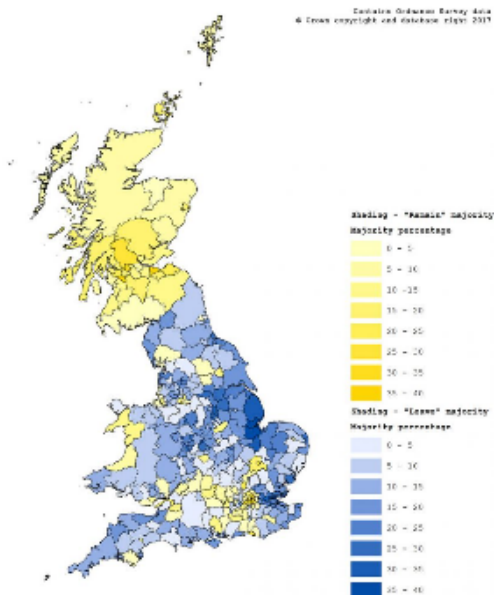 Contains Ordnance Survey data
© Crown copyright and database right 2017
Shading - "Remain" majority
Majority percentage
0 - 5
5 - 10
10 - 15
15 - 20
20 - 25
25 - 30
30 - 35
35 - 40
Shading - "Leave" majority
Majority percentage
0 - 5
5 - 10
10 - 15
15 - 20
20 - 25
25 - 30
30 - 35
35 - 40